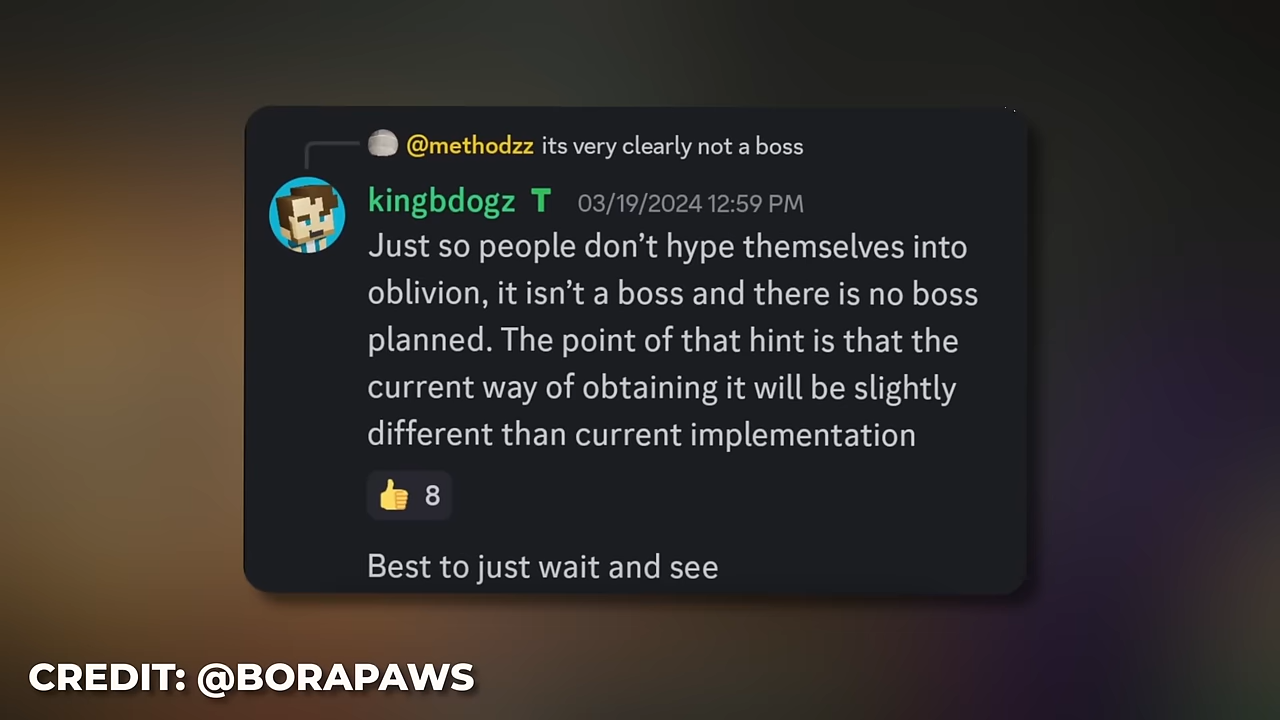 @methodzz its very clearly not a boss
kingbdogz T 03/19/2024 12:59 PM
Just so people don’t hype themselves into
oblivion, it isn’t a boss and there is no boss
planned. The point of that hint is that the
current way of obtaining it will be slightly
different than current implementation
8
Best to just wait and see
CREDIT: @BORAPAWS